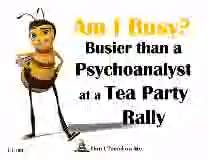 Am I Busy?
Busier than a
Psychoanalyst
at a Tea Party
Rally